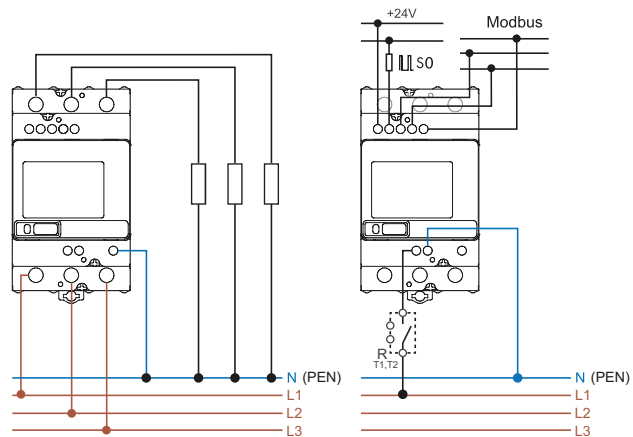 +24V
Modbus
S0
R
T1,T2
N (PEN)
L1
L2
L3
N (PEN)
L1
L2
L3